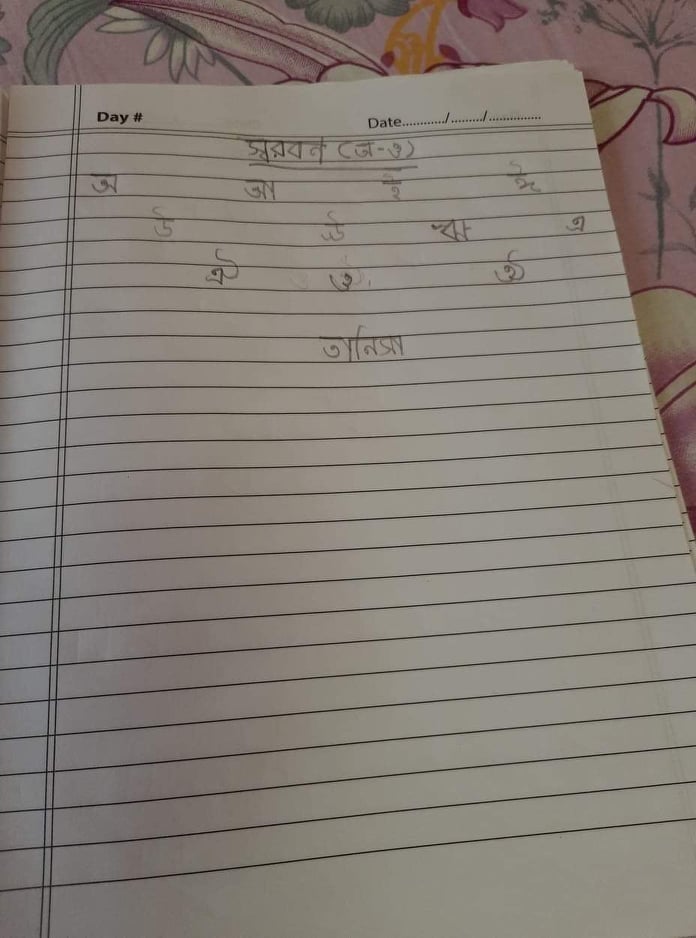 Day #
Date............/........./...............
স্বরবর্ন (অ-ও)
অ আ ই ঈ
উ ঊ ঋ এ
ঐ ও ঔ
তানিসা